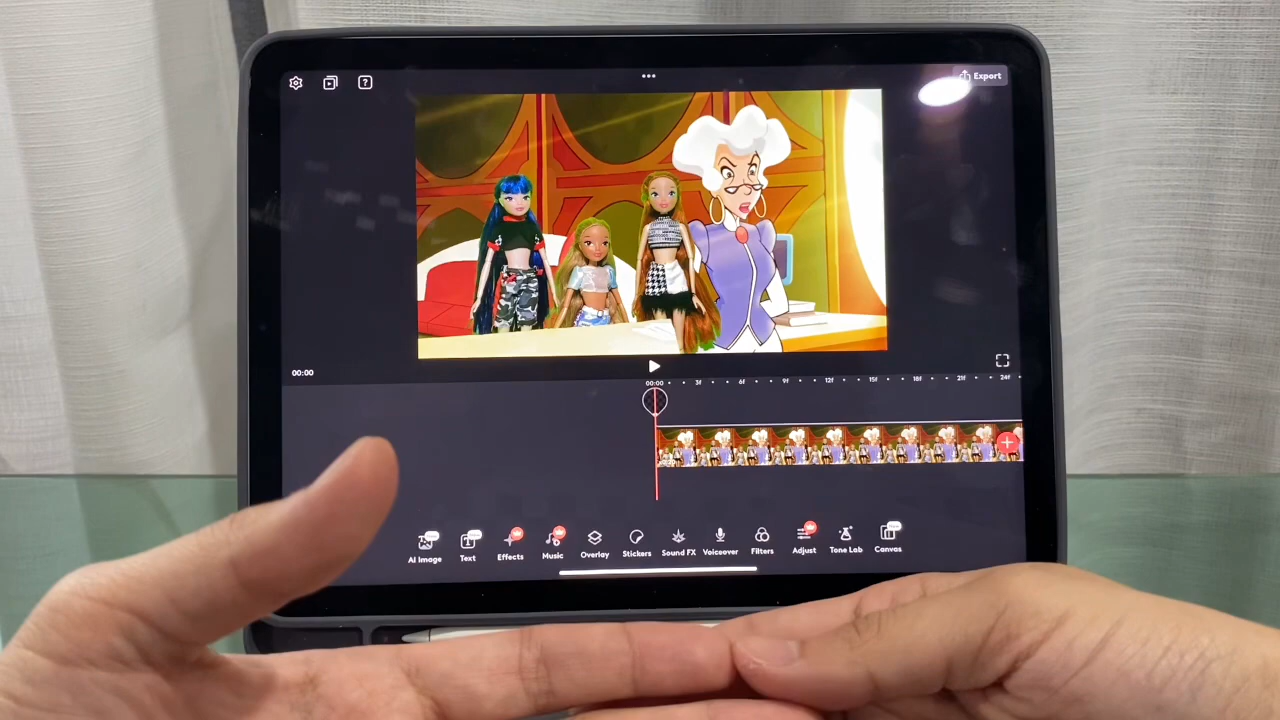 Export
00:00
00:00 3f 6f 9f 12f 15f 18f 21f 24f
AI Image Text Effects Music Overlay Stickers Sound FX Voiceover Filters Adjust Tone Lab Canvas